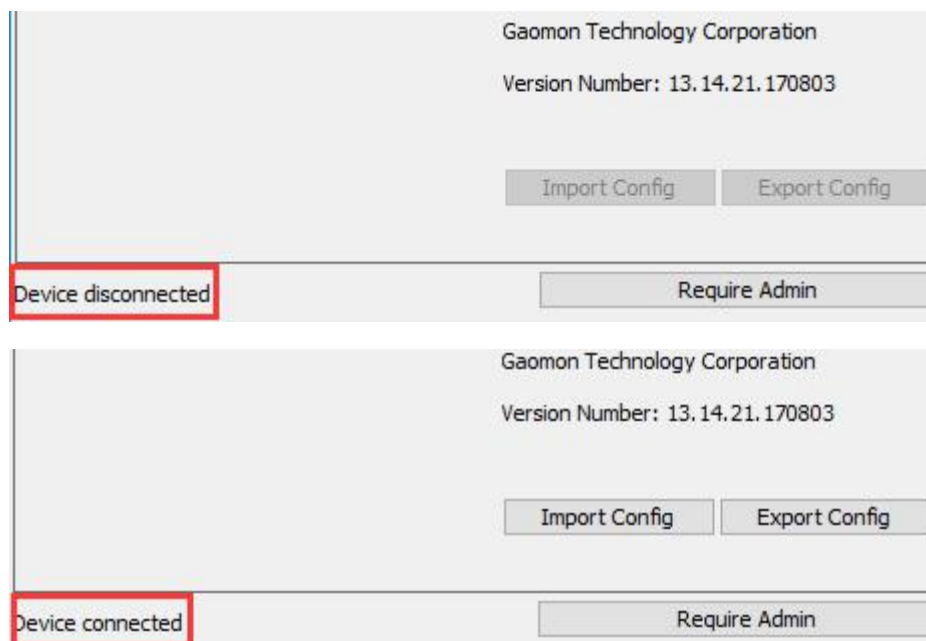 Gaomon Technology Corporation
Version Number: 13.14.21.170803
Import Config Export Config
Device disconnected Require Admin
Gaomon Technology Corporation
Version Number: 13.14.21.170803
Import Config Export Config
Device connected Require Admin